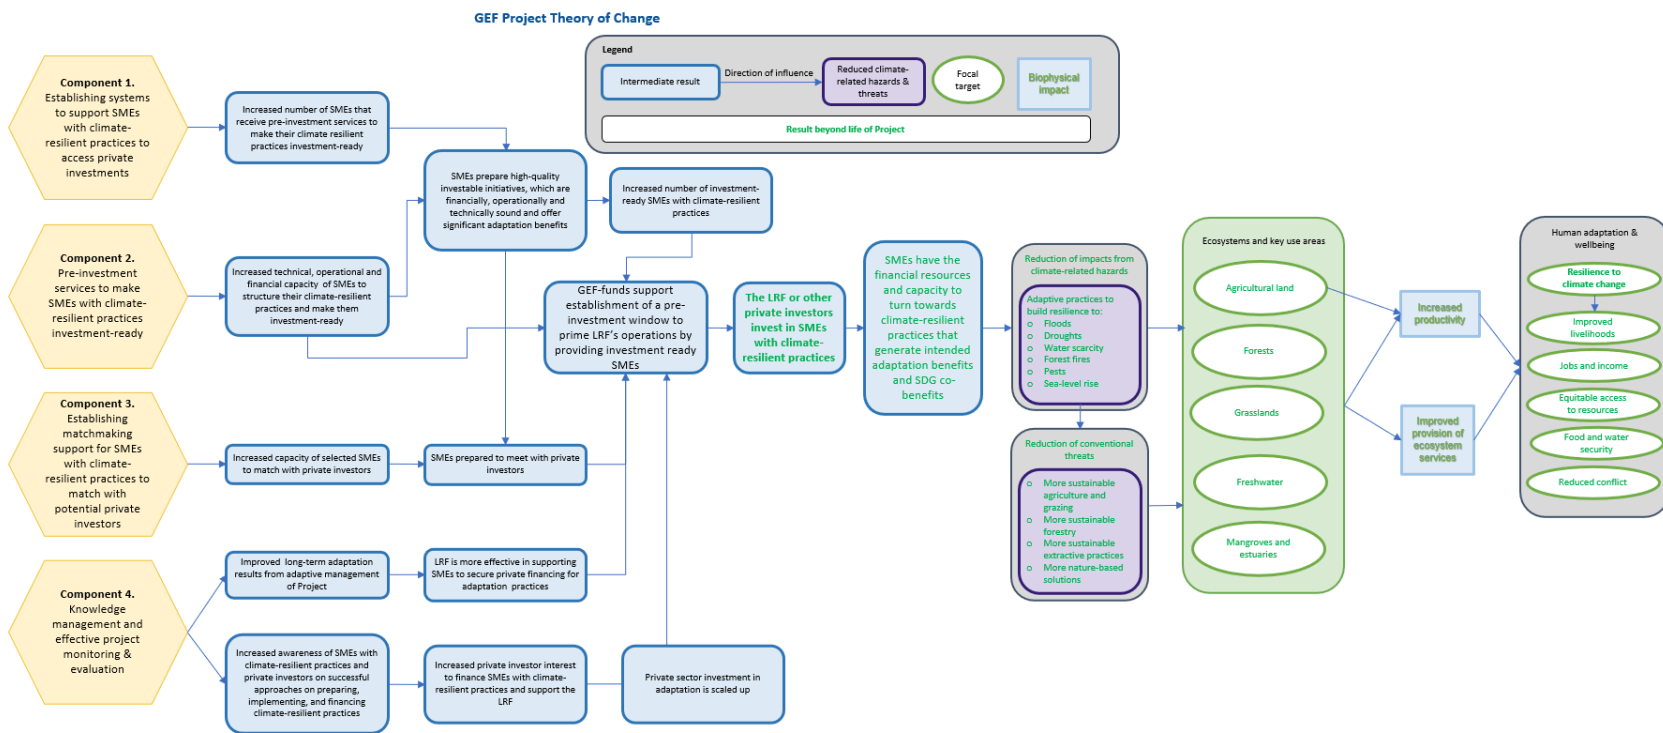 GEF Project Theory of Change
Legend
Intermediate result
Direction of influence
Reduced climate-
related hazards &
threats
Focal
target
Biophysical
impact
Result beyond life of Project
Component 1.
Establishing systems
to support SMEs
with climate-
resilient practices to
access private
investments
Increased number of SMEs that
receive pre-investment services to
make their climate resilient
practices investment-ready
SMEs prepare high-quality
investable initiatives, which are
financially, operationally and
technically sound and offer
significant adaptation benefits
Increased number of investment-
ready SMEs with climate-resilient
practices
Component 2.
Pre-investment
services to make
SMEs with climate-
resilient practices
investment-ready
Increased technical, operational and
financial capacity of SMEs to
structure their climate-resilient
practices and make them
investment-ready
GEF-funds support
establishment of a pre-
investment window to
prime LRF's operations by
providing investment ready
SMEs
The LRF or other
private investors
invest in SMEs
with climate-
resilient practices
SMEs have the
financial resources
and capacity to
turn towards
climate-resilient
practices that
generate intended
adaptation benefits
and SDG co-
benefits
Reduction of impacts from
climate-related hazards
Adaptive practices to
build resilience to:
o Floods
o Droughts
o Water scarcity
o Forest fires
o Pests
o Sea-level rise
Reduction of conventional
threats
o More sustainable
agriculture and
grazing
o More sustainable
forestry
o More sustainable
extractive practices
o More nature-based
solutions
Ecosystems and key use areas
Agricultural land
Forests
Grasslands
Freshwater
Mangroves and
estuaries
Increased
productivity
Improved
provision of
ecosystem
services
Human adaptation &
wellbeing
Resilience to
climate change
Improved
livelihoods
Jobs and income
Equitable access
to resources
Food and water
security
Reduced conflict
Component 3.
Establishing
matchmaking
support for SMEs
with climate-
resilient practices to
match with
potential private
investors
Increased capacity of selected SMEs
to match with private investors
SMEs prepared to meet with private
investors
Component 4.
Knowledge
management and
effective project
monitoring &
evaluation
Improved long-term adaptation
results from adaptive management
of Project
LRF is more effective in supporting
SMEs to secure private financing for
adaptation practices
Increased awareness of SMEs with
climate-resilient practices and
private investors on successful
approaches on preparing,
implementing, and financing
climate-resilient practices
Increased private investor interest
to finance SMEs with climate-
resilient practices and support the
LRF
Private sector investment in
adaptation is scaled up